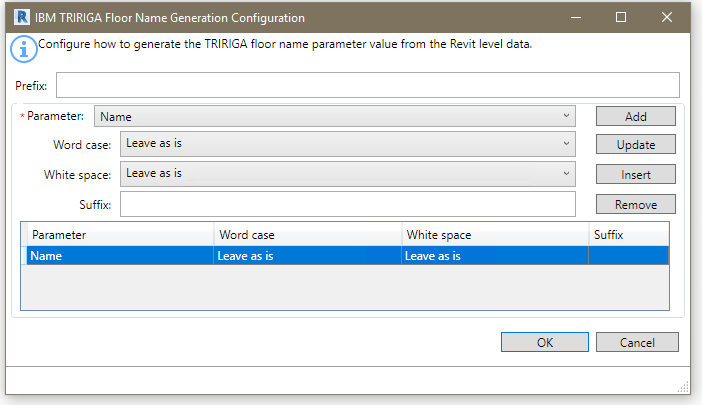 IBM TRIRIGA Floor Name Generation Configuration
Configure how to generate the TRIRIGA floor name parameter value from the Revit level data.
Prefix:
* Parameter: Name Add
Word case: Leave as is Update
White space: Leave as is Insert
Suffix: Remove
Parameter Word case White space Suffix
Name Leave as is Leave as is
OK Cancel